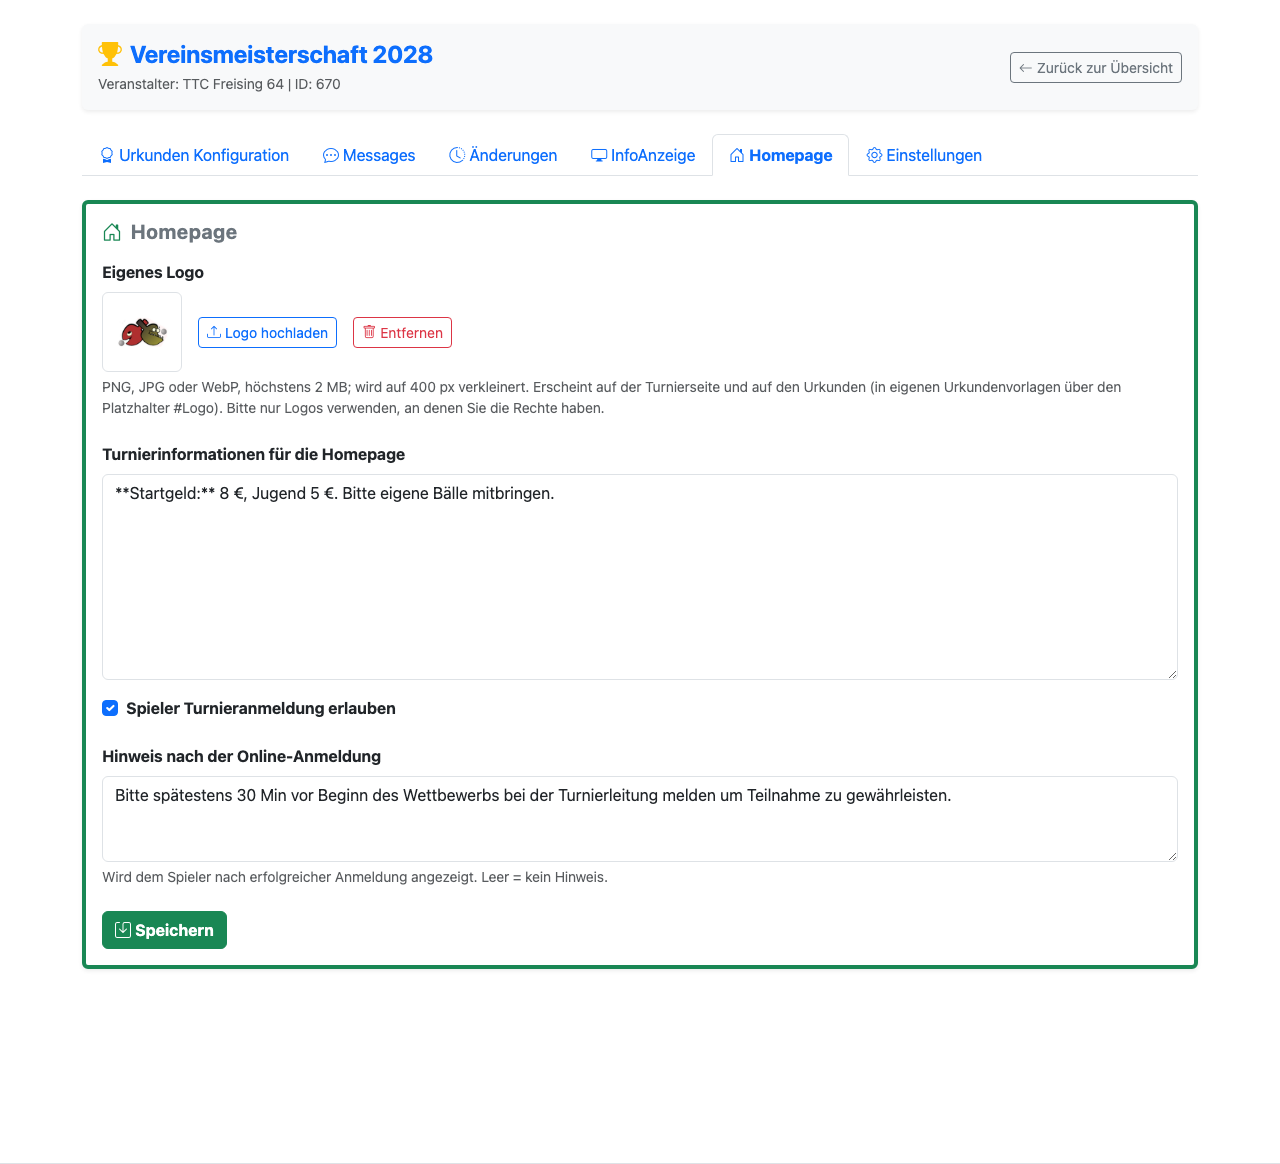 Vereinsmeisterschaft 2028
Veranstalter: TTC Freising 64 | ID: 670
Zurück zur Übersicht
Urkunden Konfiguration
Messages
Änderungen
InfoAnzeige
Homepage
Einstellungen
Homepage
Eigenes Logo
Logo hochladen
Entfernen
PNG, JPG oder WebP, höchstens 2 MB; wird auf 400 px verkleinert. Erscheint auf der Turnierseite und auf den Urkunden (in eigenen Urkundenvorlagen über den
Platzhalter #Logo). Bitte nur Logos verwenden, an denen Sie die Rechte haben.
Turnierinformationen für die Homepage
**Startgeld:** 8 €, Jugend 5 €. Bitte eigene Bälle mitbringen.
Spieler Turnieranmeldung erlauben
Hinweis nach der Online-Anmeldung
Bitte spätestens 30 Min vor Beginn des Wettbewerbs bei der Turnierleitung melden um Teilnahme zu gewährleisten.
Wird dem Spieler nach erfolgreicher Anmeldung angezeigt. Leer = kein Hinweis.
Speichern